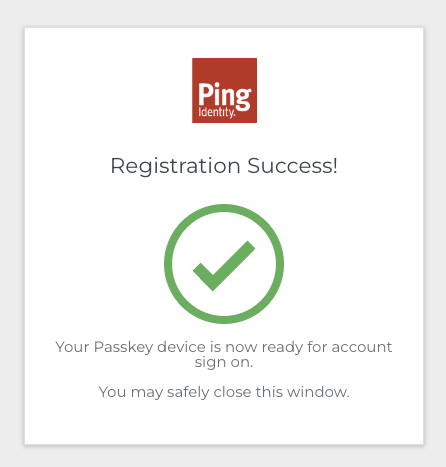 Ping
Identity.
Registration Success!
Your Passkey device is now ready for account
sign on.
You may safely close this window.